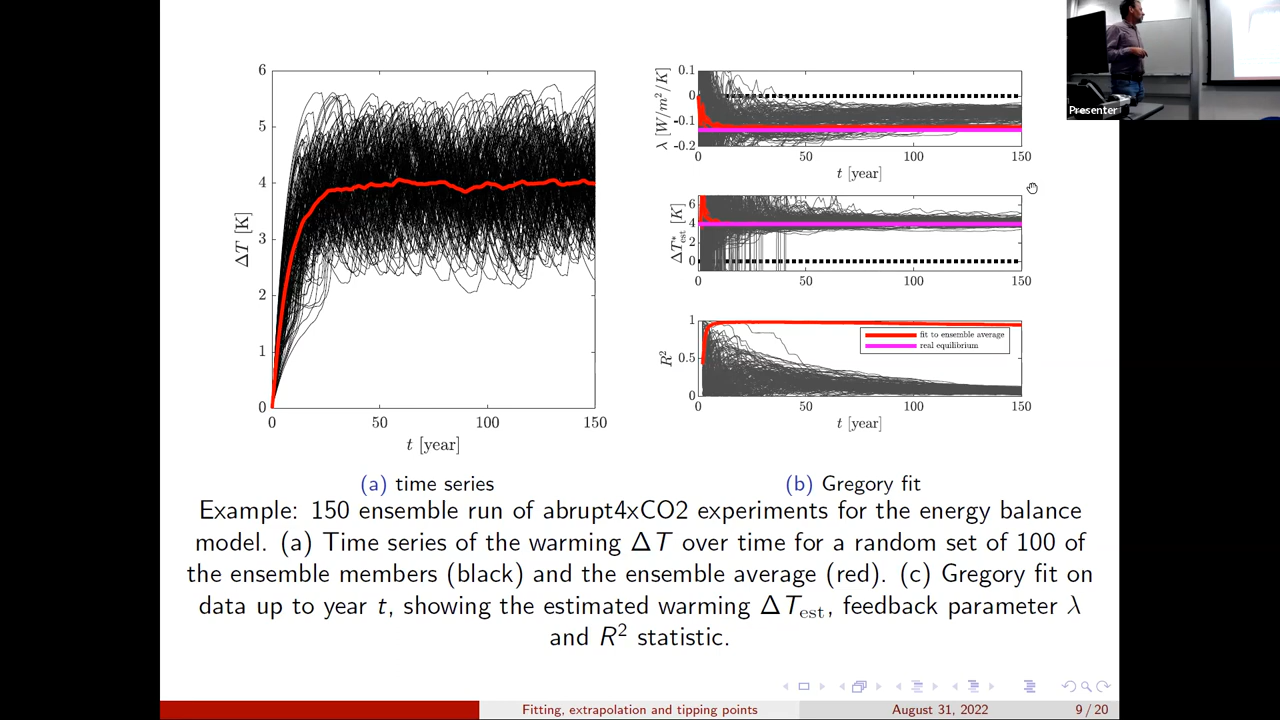 Presenter
6
5
4
3
2
1
0
ΔT [K]
0 50 100 150
t [year]
0.1
0
-0.1
-0.2
λ [W/m²/K]
0 50 100 150
t [year]
6
4
2
0
ΔT*est [K]
0 50 100 150
1
0.5
0
R²
fit to ensemble average
real equilibrium
0 50 100 150
t [year]
(a) time series
(b) Gregory fit
Example: 150 ensemble run of abrupt4xCO2 experiments for the energy balance
model. (a) Time series of the warming ΔT over time for a random set of 100 of
the ensemble members (black) and the ensemble average (red). (c) Gregory fit on
data up to year t, showing the estimated warming ΔTest, feedback parameter λ
and R² statistic.
Fitting, extrapolation and tipping points August 31, 2022 9 / 20